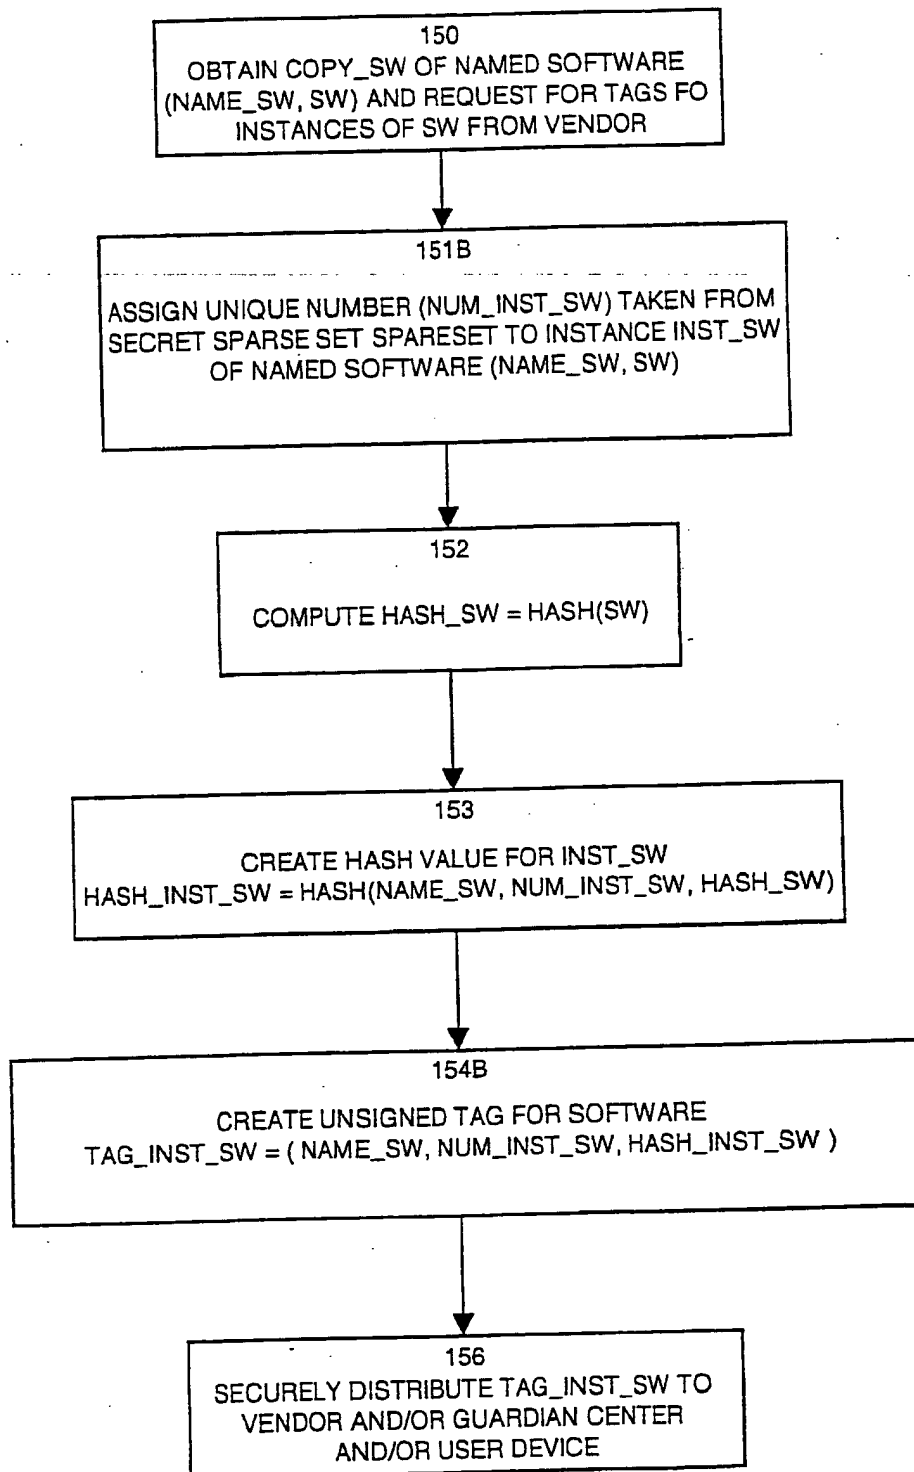 150
OBTAIN COPY_SW OF NAMED SOFTWARE
(NAME_SW, SW) AND REQUEST FOR TAGS FO
INSTANCES OF SW FROM VENDOR
151B
ASSIGN UNIQUE NUMBER (NUM_INST_SW) TAKEN FROM
SECRET SPARSE SET SPARESET TO INSTANCE INST_SW
OF NAMED SOFTWARE (NAME_SW, SW)
152
COMPUTE HASH_SW = HASH(SW)
153
CREATE HASH VALUE FOR INST_SW
HASH_INST_SW = HASH(NAME_SW, NUM_INST_SW, HASH_SW)
154B
CREATE UNSIGNED TAG FOR SOFTWARE
TAG_INST_SW = ( NAME_SW, NUM_INST_SW, HASH_INST_SW )
156
SECURELY DISTRIBUTE TAG_INST_SW TO
VENDOR AND/OR GUARDIAN CENTER
AND/OR USER DEVICE